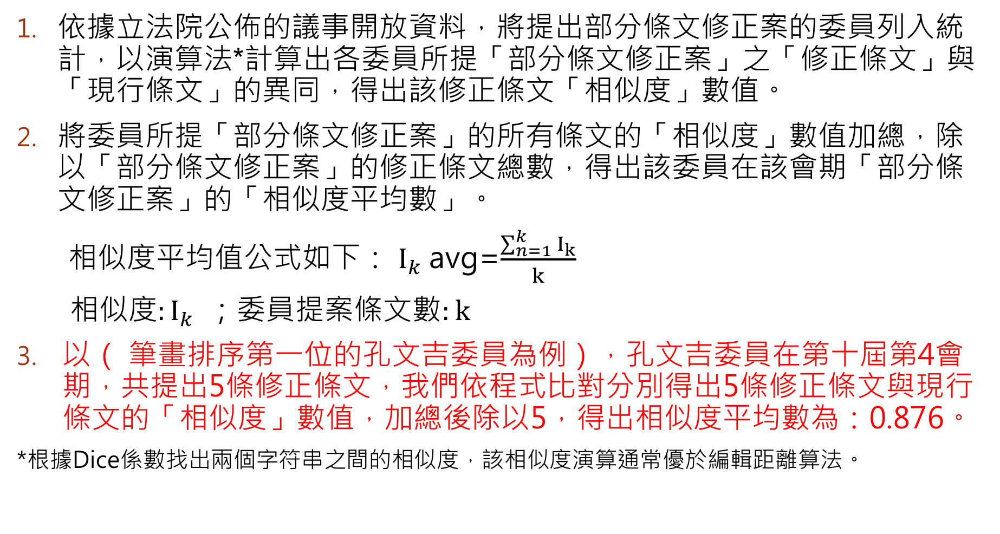 1. 依據立法院公佈的議事開放資料，將提出部分條文修正案的委員列入統
計，以演算法*計算出各委員所提「部分條文修正案」之「修正條文」與
「現行條文」的異同，得出該修正條文「相似度」數值。
2. 將委員所提「部分條文修正案」的所有條文的「相似度」數值加總，除
以「部分條文修正案」的修正條文總數，得出該委員在該會期「部分條
文修正案」的「相似度平均數」。
相似度平均值公式如下： I_k avg=\frac{\sum_{n=1}^{k} I_k}{k}
相似度: I_k ；委員提案條文數: k
3. 以（ 筆畫排序第一位的孔文吉委員為例），孔文吉委員在第十屆第4會
期，共提出5條修正條文，我們依程式比對分別得出5條修正條文與現行
條文的「相似度」數值，加總後除以5，得出相似度平均數為：0.876。
*根據Dice係數找出兩個字符串之間的相似度，該相似度演算通常優於編輯距離算法。